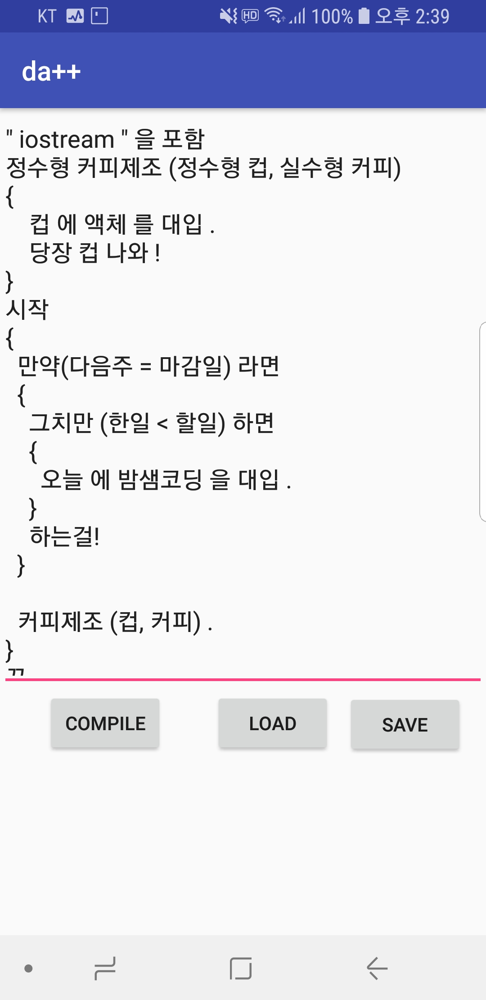 KT HD 100% 오후 2:39
da++
" iostream " 을 포함
정수형 커피제조 (정수형 컵, 실수형 커피)
{
컵 에 액체 를 대입 .
당장 컵 나와 !
}
시작
{
만약(다음주 = 마감일) 라면
{
그치만 (한일 < 할일) 하면
{
오늘 에 밤샘코딩 을 대입 .
}
하는걸!
}
커피제조 (컵, 커피) .
}
COMPILE LOAD SAVE